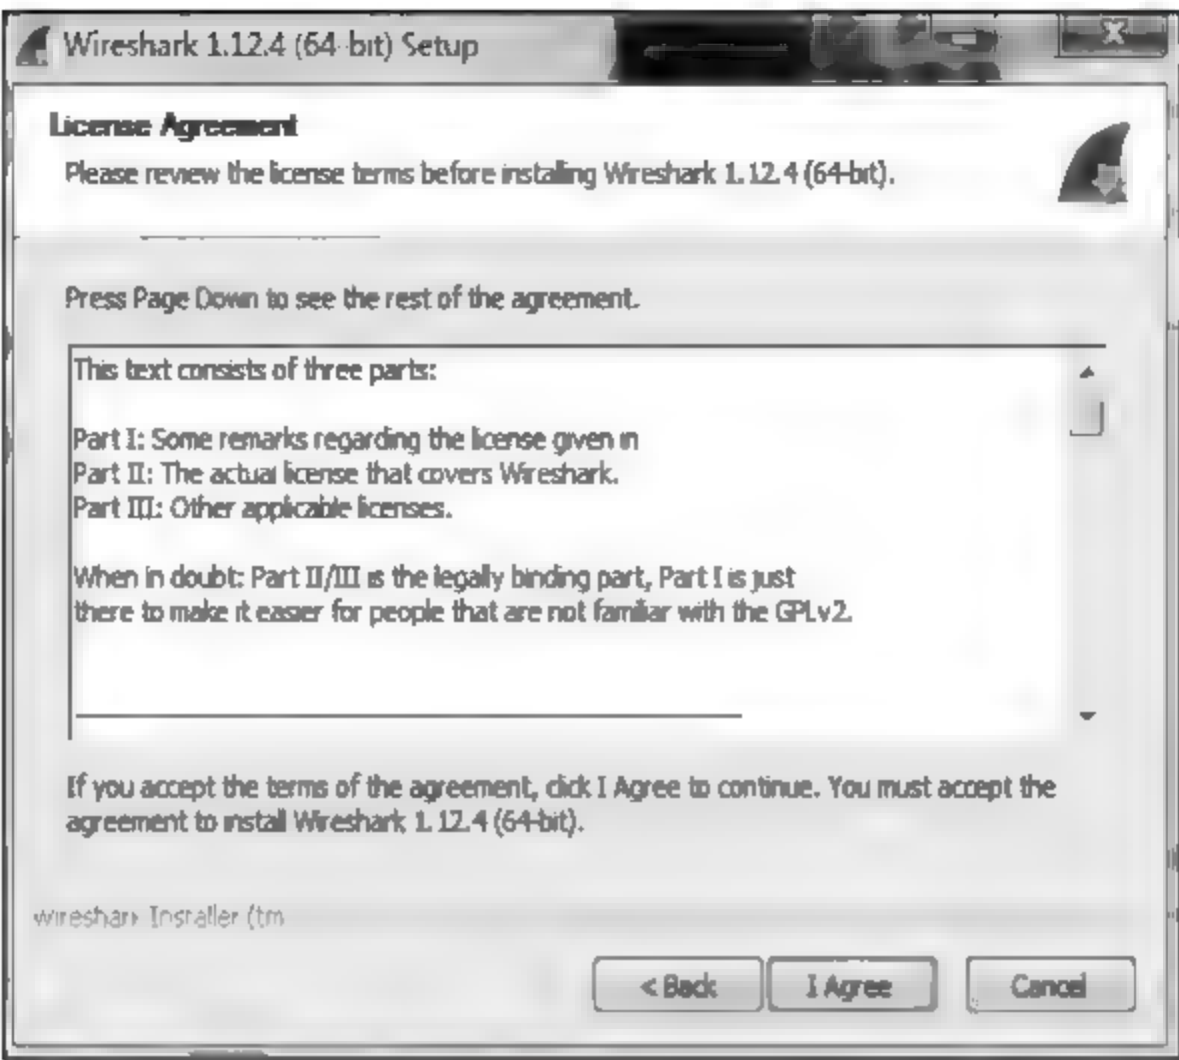 Wireshark 1.12.4 (64-bit) Setup
License Agreement
Please review the license terms before installing Wireshark 1.12.4 (64-bit).
Press Page Down to see the rest of the agreement.
This text consists of three parts:
Part I: Some remarks regarding the license given in
Part II: The actual license that covers Wireshark.
Part III: Other applicable licenses.
When in doubt: Part II/III is the legally binding part, Part I is just
there to make it easier for people that are not familiar with the GPLv2.
If you accept the terms of the agreement, click I Agree to continue. You must accept the
agreement to install Wireshark 1.12.4 (64-bit).
Wireshark Installer (tm
< Back
I Agree
Cancel